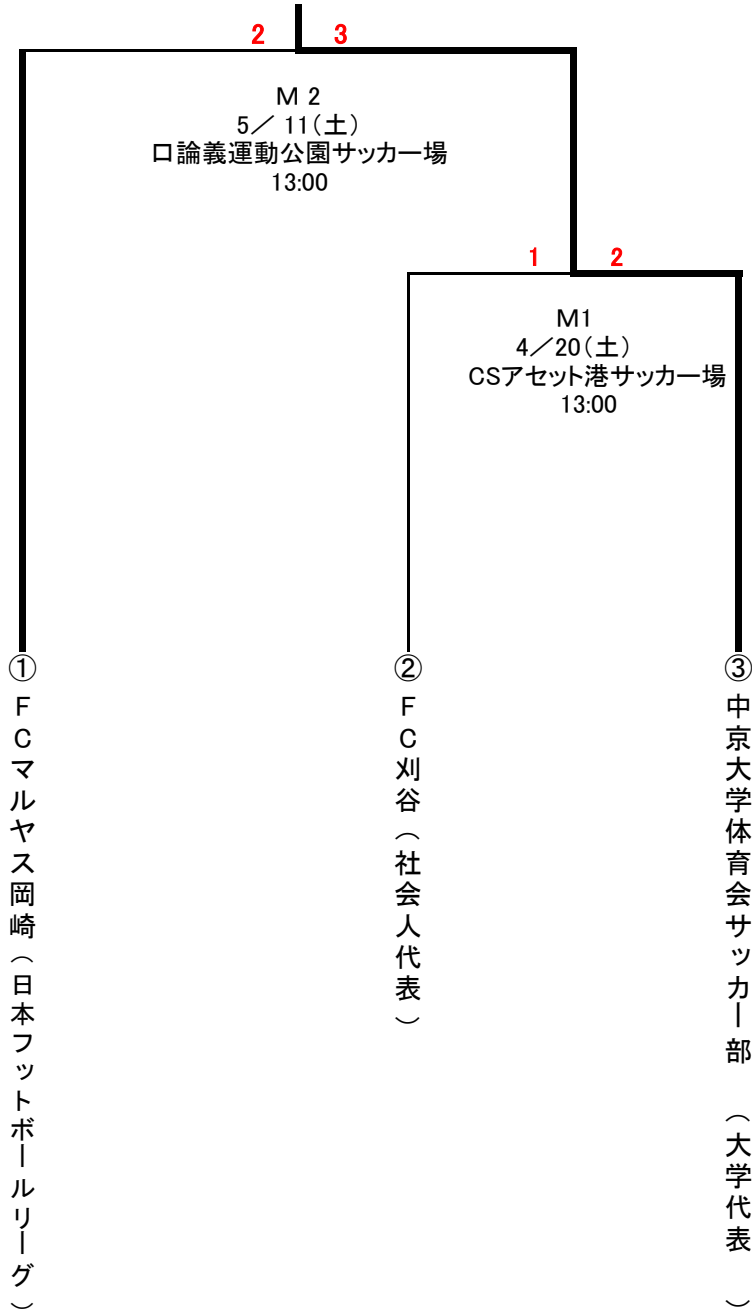 2 3
M 2
5／ 11（土）
口論義運動公園サッカー場
13:00
1 2
M1
4／20（土）
CSアセット港サッカー場
13:00
①
FCマルヤス岡崎（日本フットボールリーグ）
②
FC刈谷（社会人代表）
③
中京大学体育会サッカー部　（大学代表　）